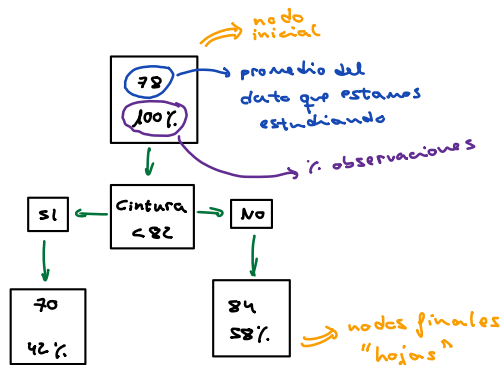 nodo
inicial
78
100%
promedio del
dato que estamos
estudiando
% observaciones
SI
Cintura
<82
NO
70
42%
84
58%
nodos finales
"hojas"